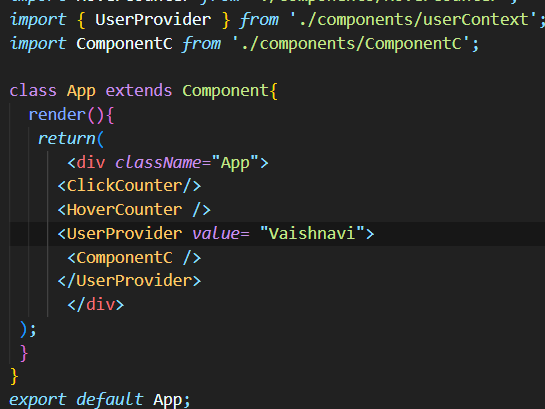 import { UserProvider } from './components/userContext';
import ComponentC from './components/ComponentC';
class App extends Component{
render(){
return(
<div className="App">
<ClickCounter/>
<HoverCounter />
<UserProvider value= "Vaishnavi">
<ComponentC />
</UserProvider>
</div>
);
}
}
export default App;